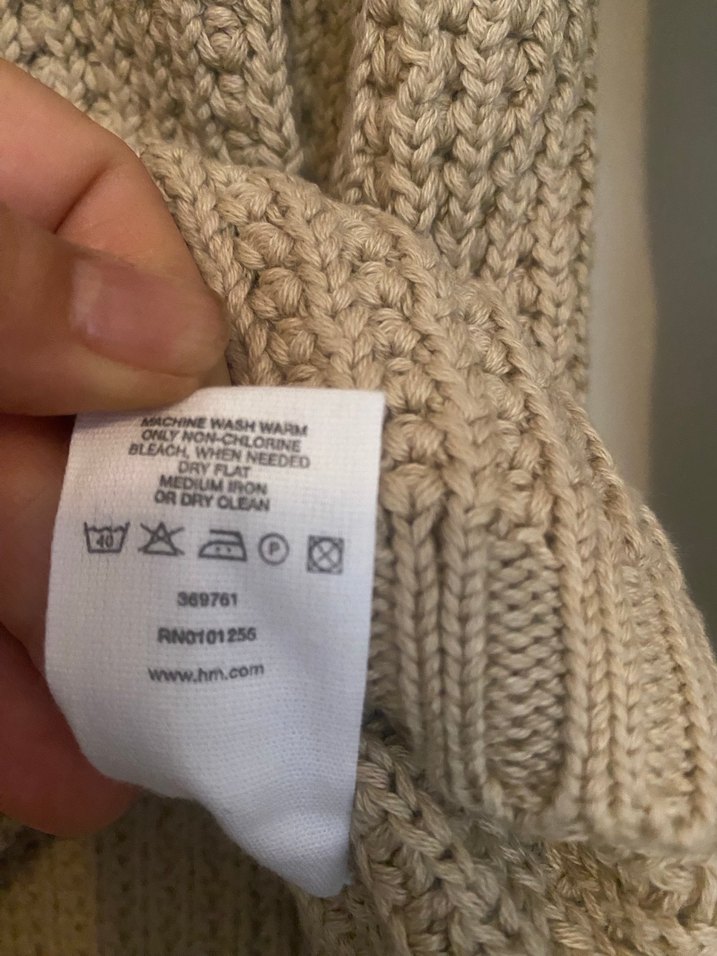 MACHINE WASH WARM
ONLY NON-CHLORINE
BLEACH, WHEN NEEDED
DRY FLAT
MEDIUM IRON
OR DRY CLEAN
40 P
369761
RN0101255
www.hm.com